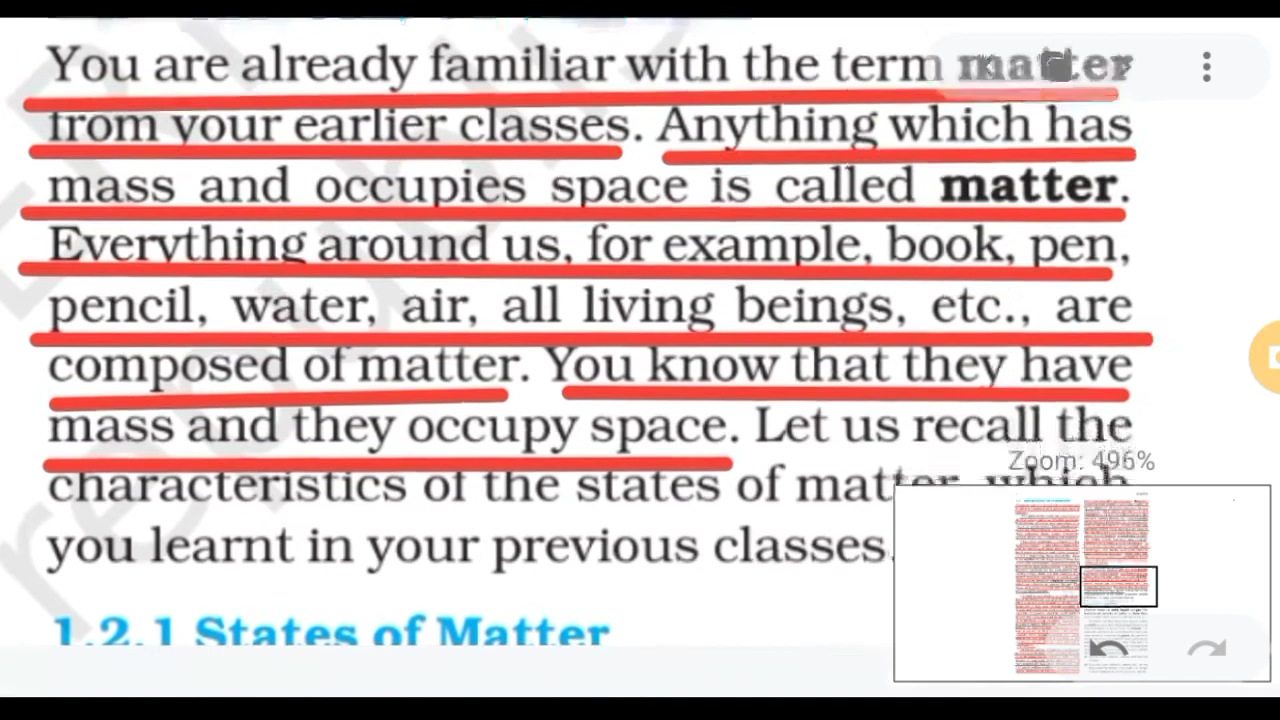 You are already familiar with the term matter
from your earlier classes. Anything which has
mass and occupies space is called matter.
Everything around us, for example, book, pen,
pencil, water, air, all living beings, etc., are
composed of matter. You know that they have
mass and they occupy space. Let us recall the
Zoom: 496%
characteristics of the states of matter, which
you learnt in your previous classes.
1.2.1 States Matter